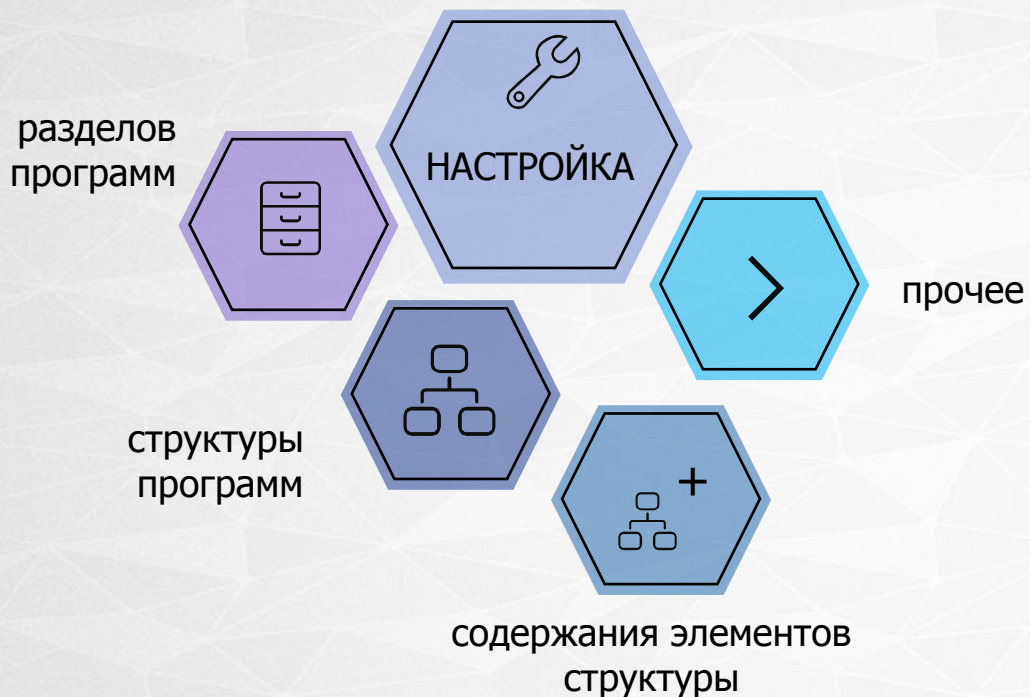 НАСТРОЙКА
разделов
программ
структуры
программ
содержания элементов
структуры
прочее